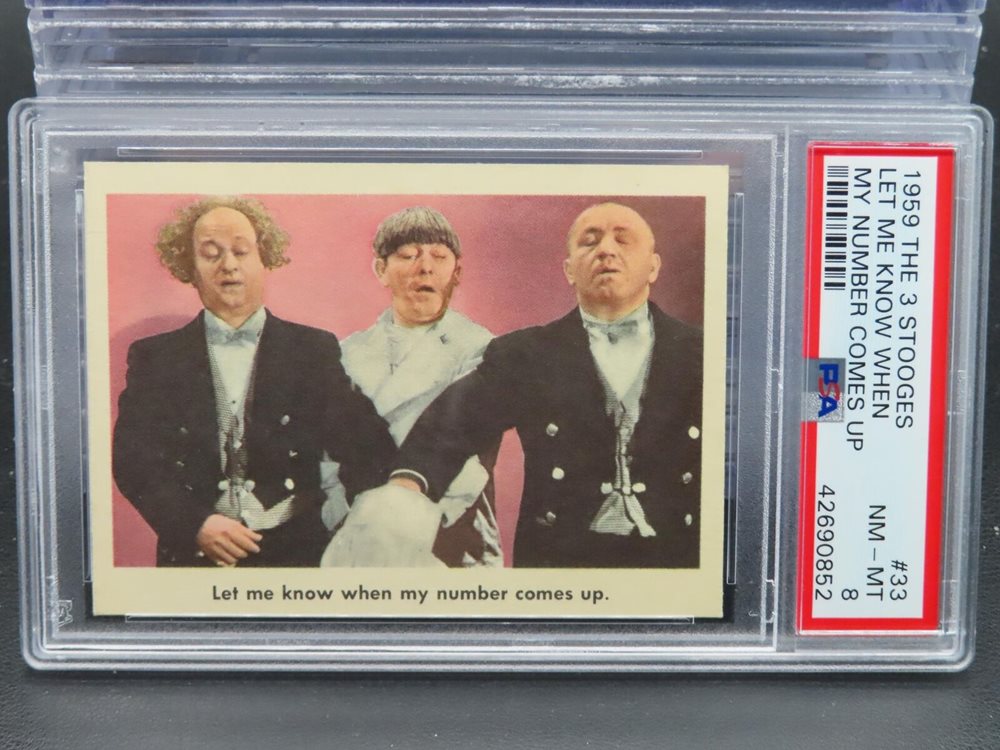 Let me know when my number comes up.
1959 THE 3 STOOGES #33
LET ME KNOW WHEN NM - MT
MY NUMBER COMES UP 8
42690852
PSA